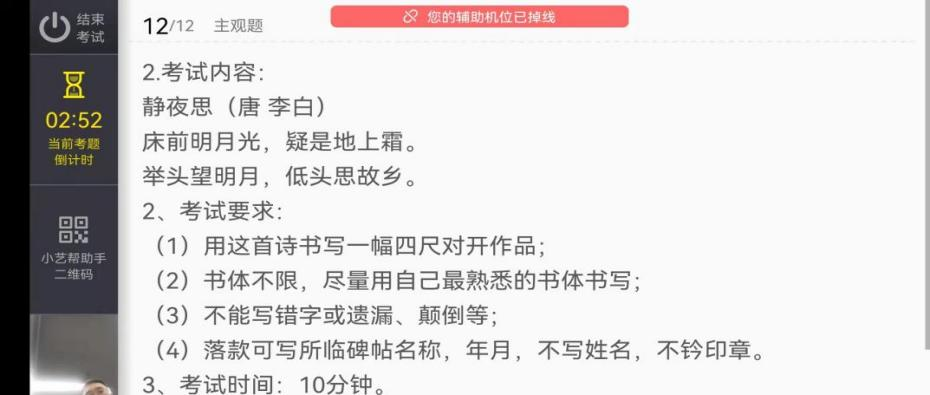 结束
考试
02:52
当前考题
倒计时
小艺帮助手
二维码
12/12 主观题
您的辅助机位已掉线
2.考试内容：
静夜思（唐 李白）
床前明月光，疑是地上霜。
举头望明月，低头思故乡。
2、考试要求：
（1）用这首诗书写一幅四尺对开作品；
（2）书体不限，尽量用自己最熟悉的书体书写；
（3）不能写错字或遗漏、颠倒等；
（4）落款可写所临碑帖名称，年月，不写姓名，不钤印章。
3、考试时间：10分钟。